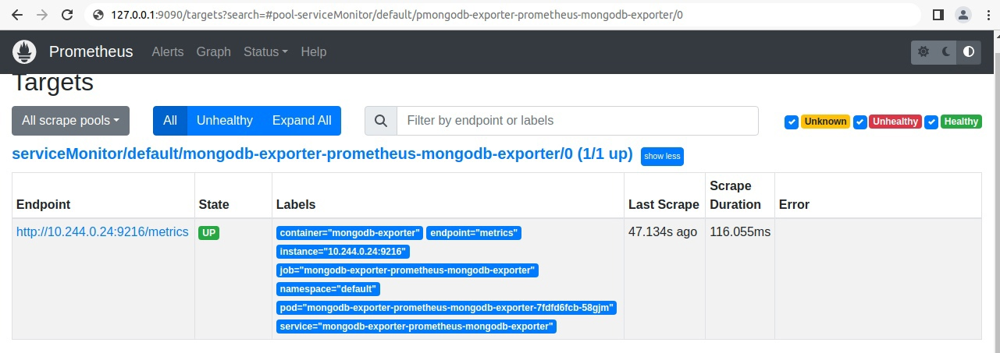 127.0.0.1:9090/targets?search=#pool-serviceMonitor/default/pmongodb-exporter-prometheus-mongodb-exporter/0
Prometheus Alerts Graph Status Help
Targets
All scrape pools All Unhealthy Expand All Filter by endpoint or labels Unknown Unhealthy Healthy
serviceMonitor/default/mongodb-exporter-prometheus-mongodb-exporter/0 (1/1 up) show less
Endpoint State Labels Last Scrape Scrape Duration Error
http://10.244.0.24:9216/metrics UP container="mongodb-exporter" endpoint="metrics" 47.134s ago 116.055ms
instance="10.244.0.24:9216"
job="mongodb-exporter-prometheus-mongodb-exporter"
namespace="default"
pod="mongodb-exporter-prometheus-mongodb-exporter-7fdfd6fcb-58gjm"
service="mongodb-exporter-prometheus-mongodb-exporter"